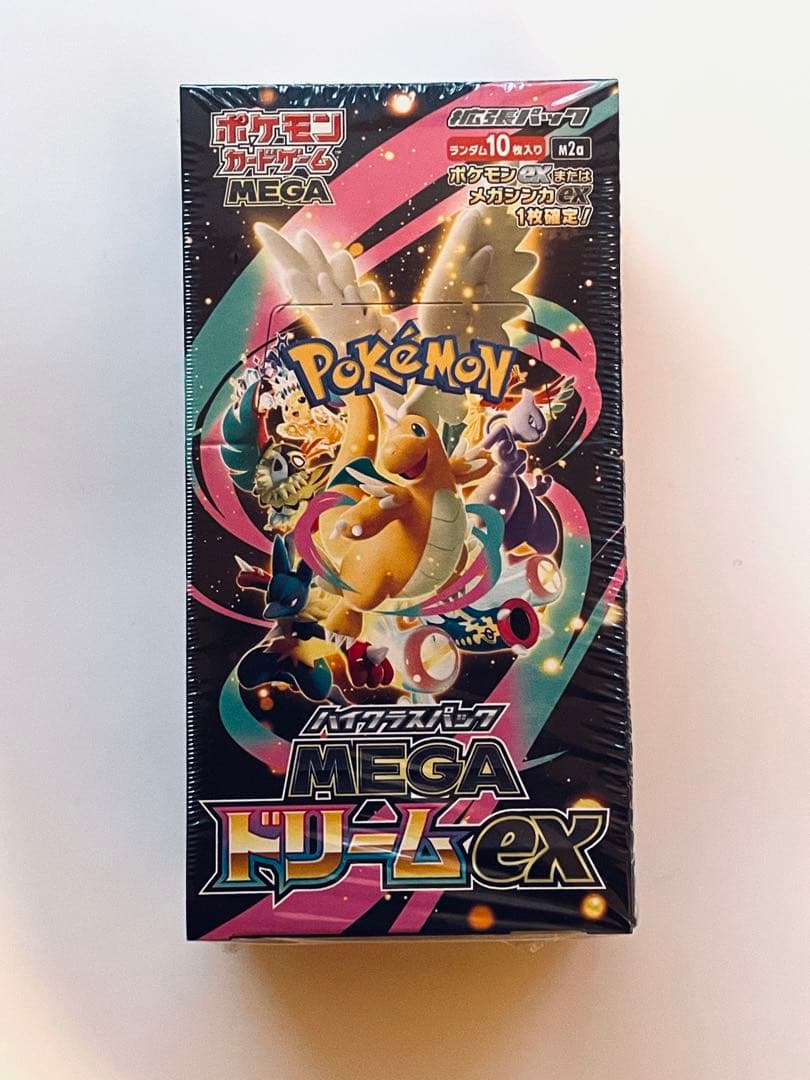 ポケモン
カードゲーム
MEGA
拡張パック
ランダム10枚入り M2a
ポケモンexまたは
メガシンカex
1枚確定!
POKéMON
ハイクラスパック
MEGA
ドリームex